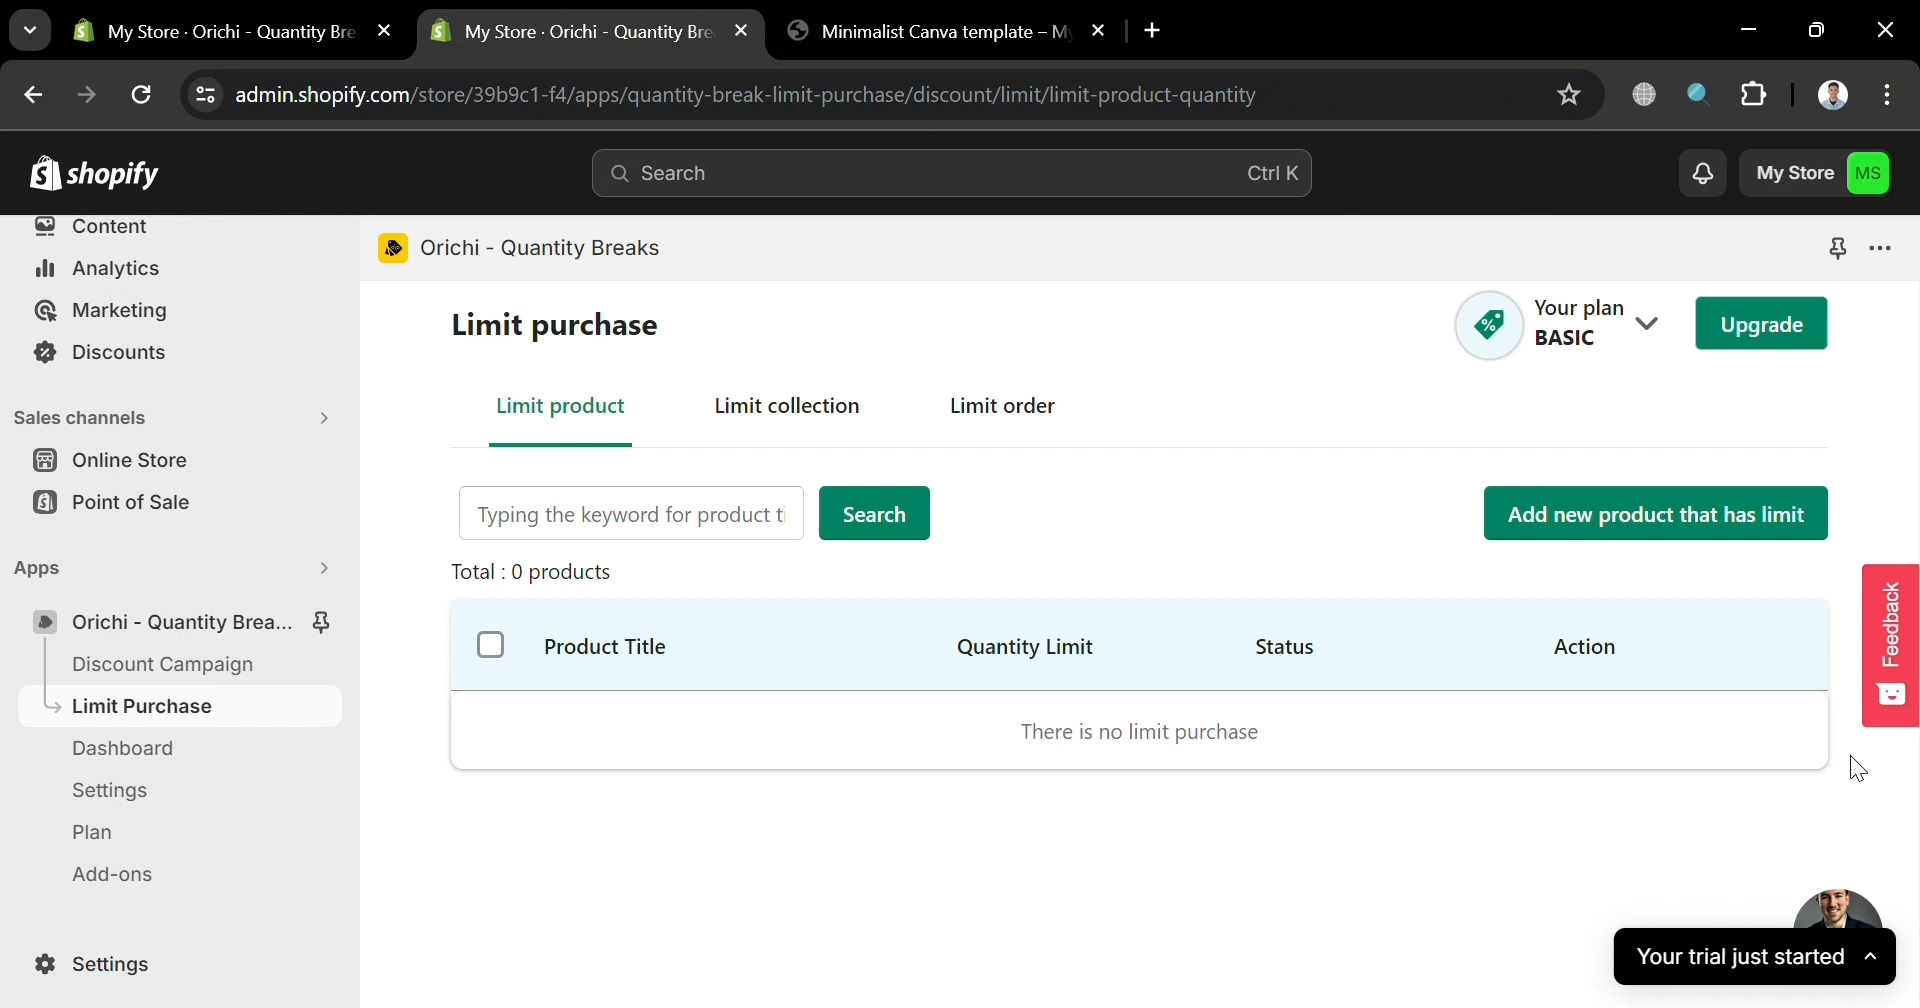 My Store · Orichi - Quantity Bre
My Store · Orichi - Quantity Bre
Minimalist Canva template – My
admin.shopify.com/store/39b9c1-f4/apps/quantity-break-limit-purchase/discount/limit/limit-product-quantity
shopify
Search
Ctrl K
My Store
MS
Content
Analytics
Marketing
Discounts
Sales channels
Online Store
Point of Sale
Apps
Orichi - Quantity Brea...
Discount Campaign
Limit Purchase
Dashboard
Settings
Plan
Add-ons
Settings
Orichi - Quantity Breaks
Limit purchase
Your plan
BASIC
Upgrade
Limit product
Limit collection
Limit order
Typing the keyword for product ti
Search
Add new product that has limit
Total : 0 products
Product Title
Quantity Limit
Status
Action
There is no limit purchase
Feedback
Your trial just started